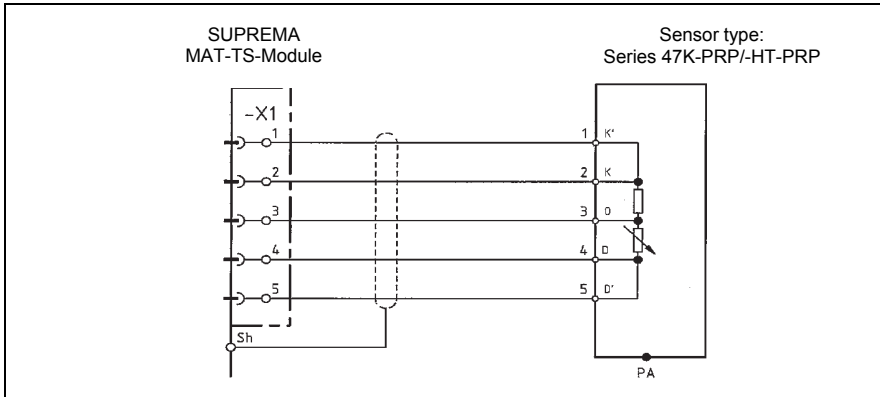 SUPREMA
MAT-TS-Module
Sensor type:
Series 47K-PRP/-HT-PRP
-X1
1 1 K'
2 2 K
3 3 O
4 4 D
5 5 D'
Sh
PA